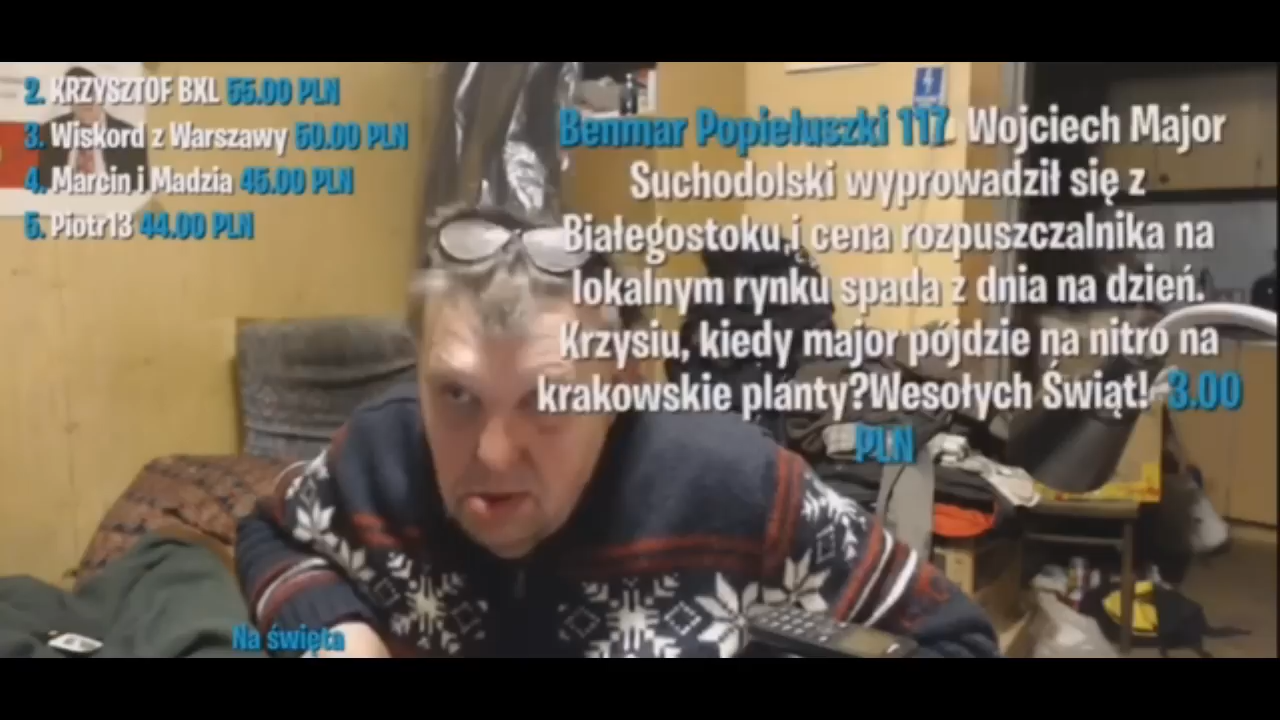 2. KRZYSZTOF BXL 55.00 PLN
3. Wiskord z Warszawy 50.00 PLN
4. Marcin i Madzia 45.00 PLN
5. Piotr13 44.00 PLN
Benmar Popiełuszki 117 Wojciech Major
Suchodolski wyprowadził się z
Białegostoku,i cena rozpuszczalnika na
lokalnym rynku spada z dnia na dzień.
Krzysiu, kiedy major pójdzie na nitro na
krakowskie planty?Wesołych Świąt! 3.00
PLN
Na święta